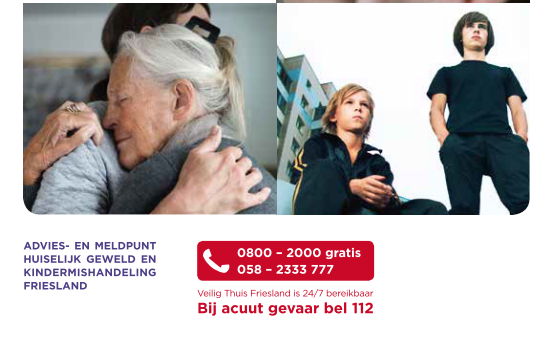 ADVIES- EN MELDPUNT
HUISELIJK GEWELD EN
KINDERMISHANDELING
FRIESLAND
0800 – 2000 gratis
058 – 2333 777
Veilig Thuis Friesland is 24/7 bereikbaar
Bij acuut gevaar bel 112